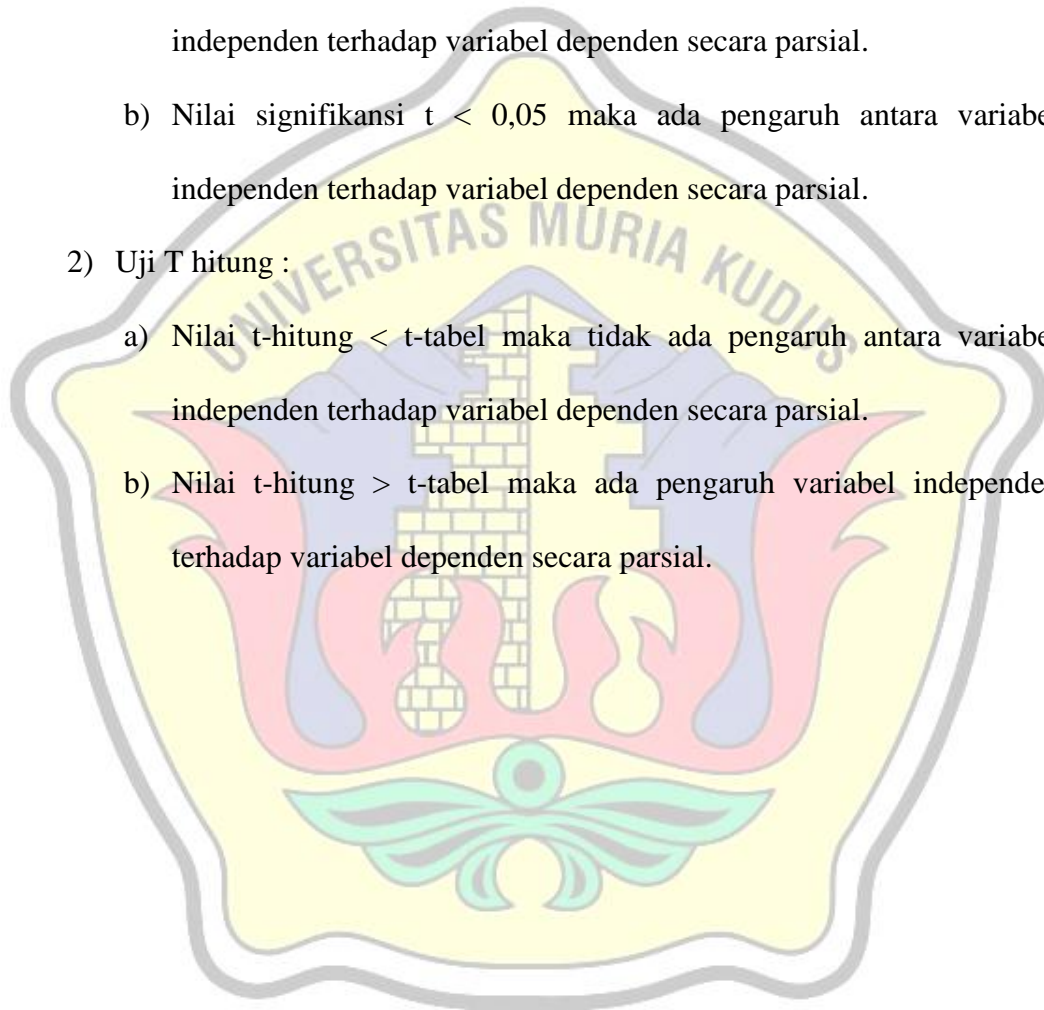 independen terhadap variabel dependen secara parsial.
b) Nilai signifikansi t < 0,05 maka ada pengaruh antara variabe
independen terhadap variabel dependen secara parsial.
UNIVERSITAS MURIA KUDUS
2) Uji T hitung :
a) Nilai t-hitung < t-tabel maka tidak ada pengaruh antara variabe
independen terhadap variabel dependen secara parsial.
b) Nilai t-hitung > t-tabel maka ada pengaruh variabel independe
terhadap variabel dependen secara parsial.